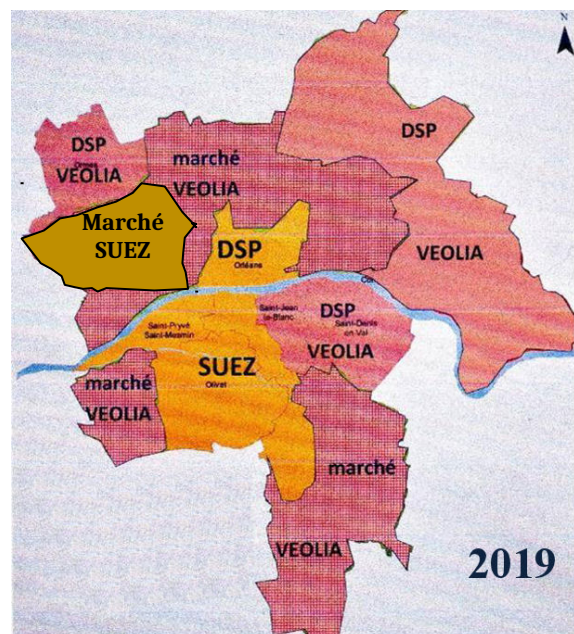 N
DSP
DSP
Ormes
VEOLIA
marché
VEOLIA
Marché
SUEZ
DSP
Orléans
VEOLIA
Saint-Jean
le-Blanc
DSP
Saint-Denis
en Val
VEOLIA
Saint-Pryvé
Saint-Mesmin
SUEZ
Olivet
marché
VEOLIA
marché
VEOLIA
2019